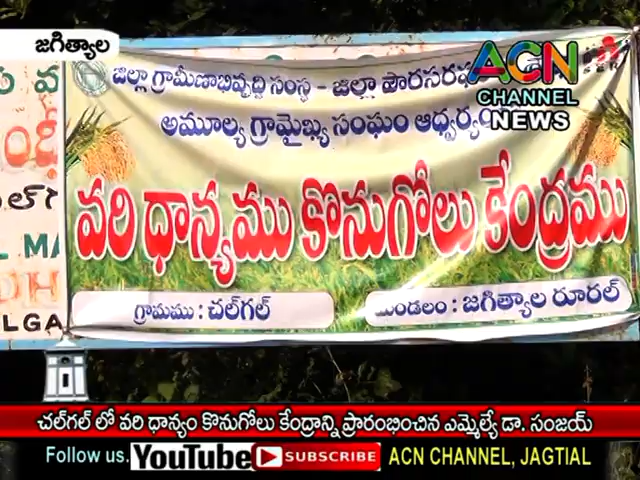 జగిత్యాల
ACN
CHANNEL
NEWS
జిల్లా గ్రామీణాభివృద్ధి సంస్థ - జిల్లా పౌరసరఫ
అమూల్య గ్రామైఖ్య సంఘం ఆధ్వర్యం
వరి ధాన్యము కొనుగోలు కేంద్రము
గ్రామము : చల్‌గల్
మండలం : జగిత్యాల రూరల్
చల్‌గల్ లో వరి ధాన్యం కొనుగోలు కేంద్రాన్ని ప్రారంభించిన ఎమ్మెల్యే డా. సంజయ్
Follow us. YouTube SUBSCRIBE ACN CHANNEL, JAGTIAL